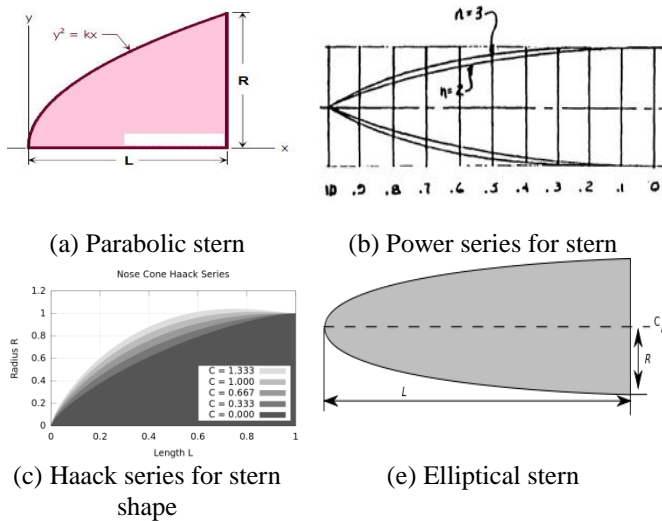 y
y² = kx
R
x
L
(a) Parabolic stern
n=3
n=2
1.0 .9 .8 .7 .6 .5 .4 .3 .2 .1 0
(b) Power series for stern
Nose Cone Haack Series
Radius R
1.2
1
0.8
0.6
0.4
0.2
0
C = 1.333
C = 1.000
C = 0.667
C = 0.333
C = 0.000
0 0.2 0.4 0.6 0.8 1
Length L
(c) Haack series for stern
shape
C
R
L
(e) Elliptical stern